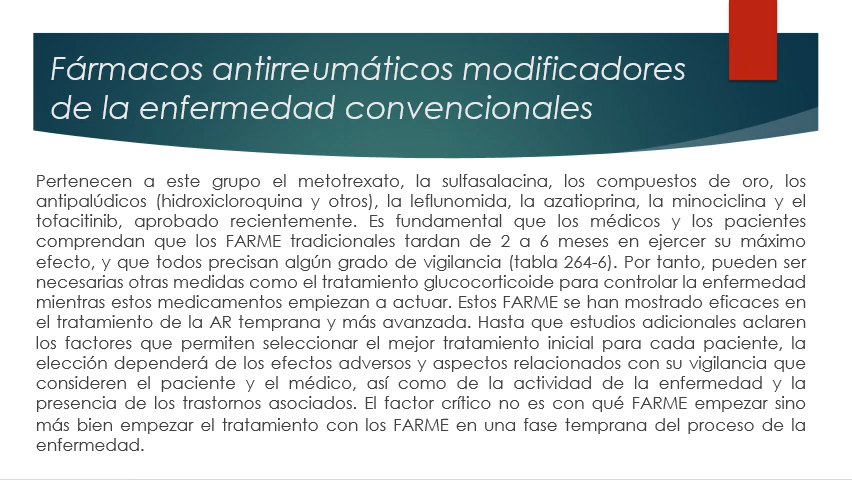 Fármacos antirreumáticos modificadores
de la enfermedad convencionales
Pertenecen a este grupo el metotrexato, la sulfasalacina, los compuestos de oro, los
antipalúdicos (hidroxicloroquina y otros), la leflunomida, la azatioprina, la minociclina y el
tofacitinib, aprobado recientemente. Es fundamental que los médicos y los pacientes
comprendan que los FARME tradicionales tardan de 2 a 6 meses en ejercer su máximo
efecto, y que todos precisan algún grado de vigilancia (tabla 264-6). Por tanto, pueden ser
necesarias otras medidas como el tratamiento glucocorticoide para controlar la enfermedad
mientras estos medicamentos empiezan a actuar. Estos FARME se han mostrado eficaces en
el tratamiento de la AR temprana y más avanzada. Hasta que estudios adicionales aclaren
los factores que permiten seleccionar el mejor tratamiento inicial para cada paciente, la
elección dependerá de los efectos adversos y aspectos relacionados con su vigilancia que
consideren el paciente y el médico, así como de la actividad de la enfermedad y la
presencia de los trastornos asociados. El factor crítico no es con qué FARME empezar sino
más bien empezar el tratamiento con los FARME en una fase temprana del proceso de la
enfermedad.